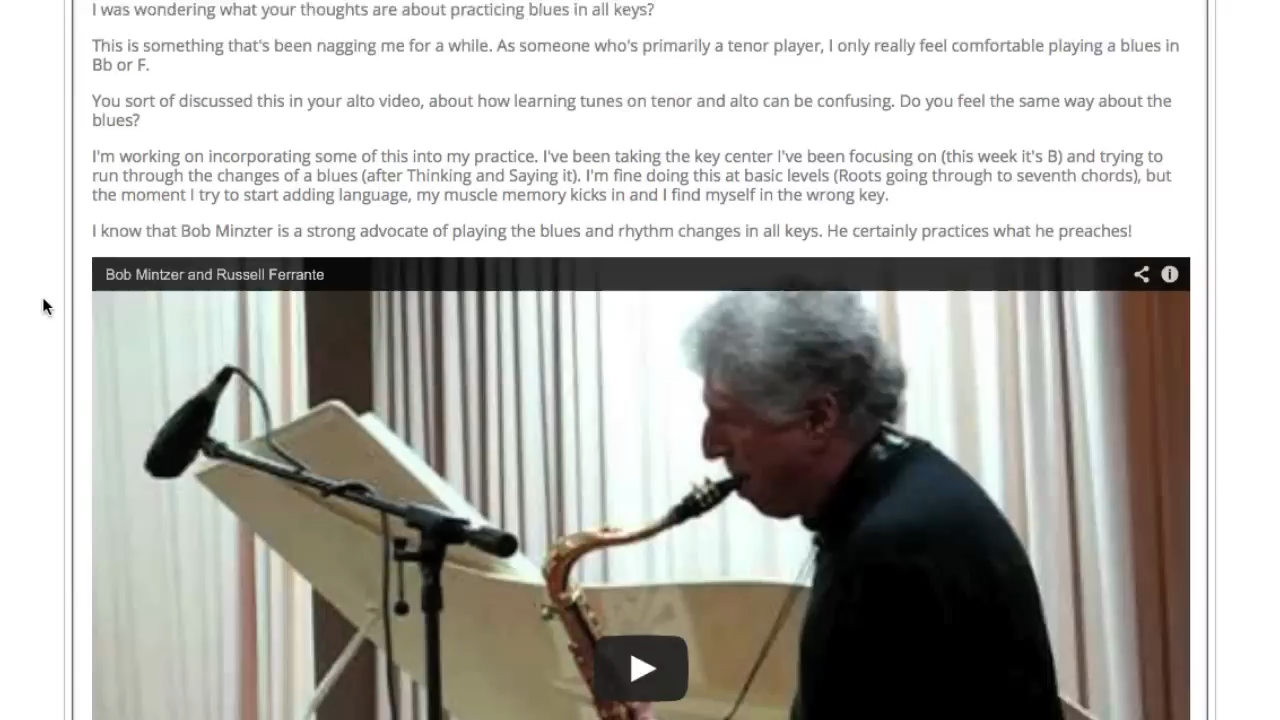 I was wondering what your thoughts are about practicing blues in all keys?
This is something that's been nagging me for a while. As someone who's primarily a tenor player, I only really feel comfortable playing a blues in
Bb or F.
You sort of discussed this in your alto video, about how learning tunes on tenor and alto can be confusing. Do you feel the same way about the
blues?
I'm working on incorporating some of this into my practice. I've been taking the key center I've been focusing on (this week it's B) and trying to
run through the changes of a blues (after Thinking and Saying it). I'm fine doing this at basic levels (Roots going through to seventh chords), but
the moment I try to start adding language, my muscle memory kicks in and I find myself in the wrong key.
I know that Bob Minzter is a strong advocate of playing the blues and rhythm changes in all keys. He certainly practices what he preaches!
Bob Mintzer and Russell Ferrante